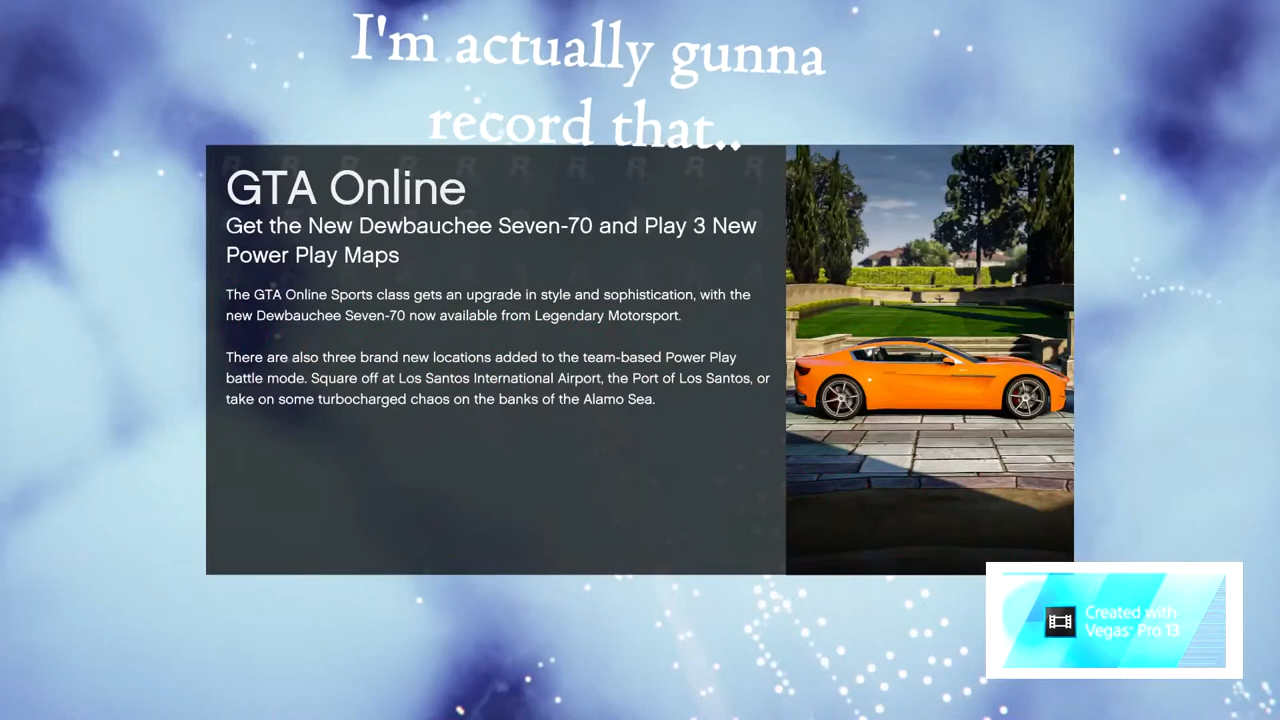 I'm actually gunna
record that..
GTA Online
Get the New Dewbauchee Seven-70 and Play 3 New
Power Play Maps
The GTA Online Sports class gets an upgrade in style and sophistication, with the
new Dewbauchee Seven-70 now available from Legendary Motorsport.
There are also three brand new locations added to the team-based Power Play
battle mode. Square off at Los Santos International Airport, the Port of Los Santos, or
take on some turbocharged chaos on the banks of the Alamo Sea.
Created with
Vegas® Pro 13